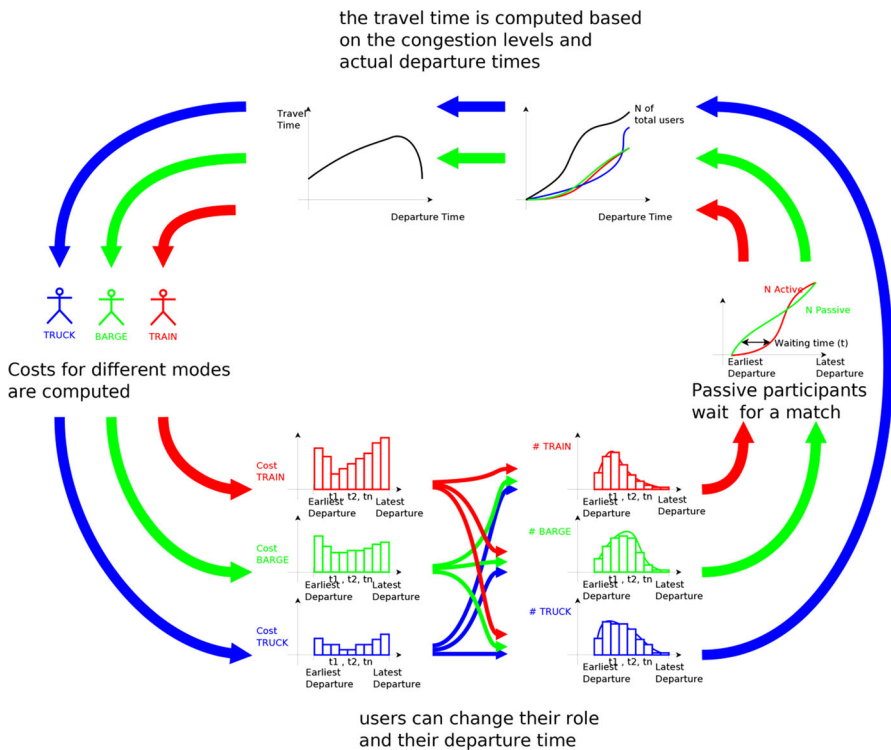 the travel time is computed based
on the congestion levels and
actual departure times
Travel
Time
Departure Time
N of
total users
Departure Time
TRUCK
BARGE
TRAIN
Costs for different modes
are computed
N Active
N Passive
Waiting time (t)
Earliest
Departure
Latest
Departure
Passive participants
wait for a match
Cost
TRAIN
t1 , t2, tn
Earliest
Departure
Latest
Departure
# TRAIN
t1 , t2, tn
Earliest
Departure
Latest
Departure
Cost
BARGE
t1 , t2, tn
Earliest
Departure
Latest
Departure
# BARGE
t1 , t2, tn
Earliest
Departure
Latest
Departure
Cost
TRUCK
t1 , t2, tn
Earliest
Departure
Latest
Departure
# TRUCK
t1 , t2, tn
Earliest
Departure
Latest
Departure
users can change their role
and their departure time